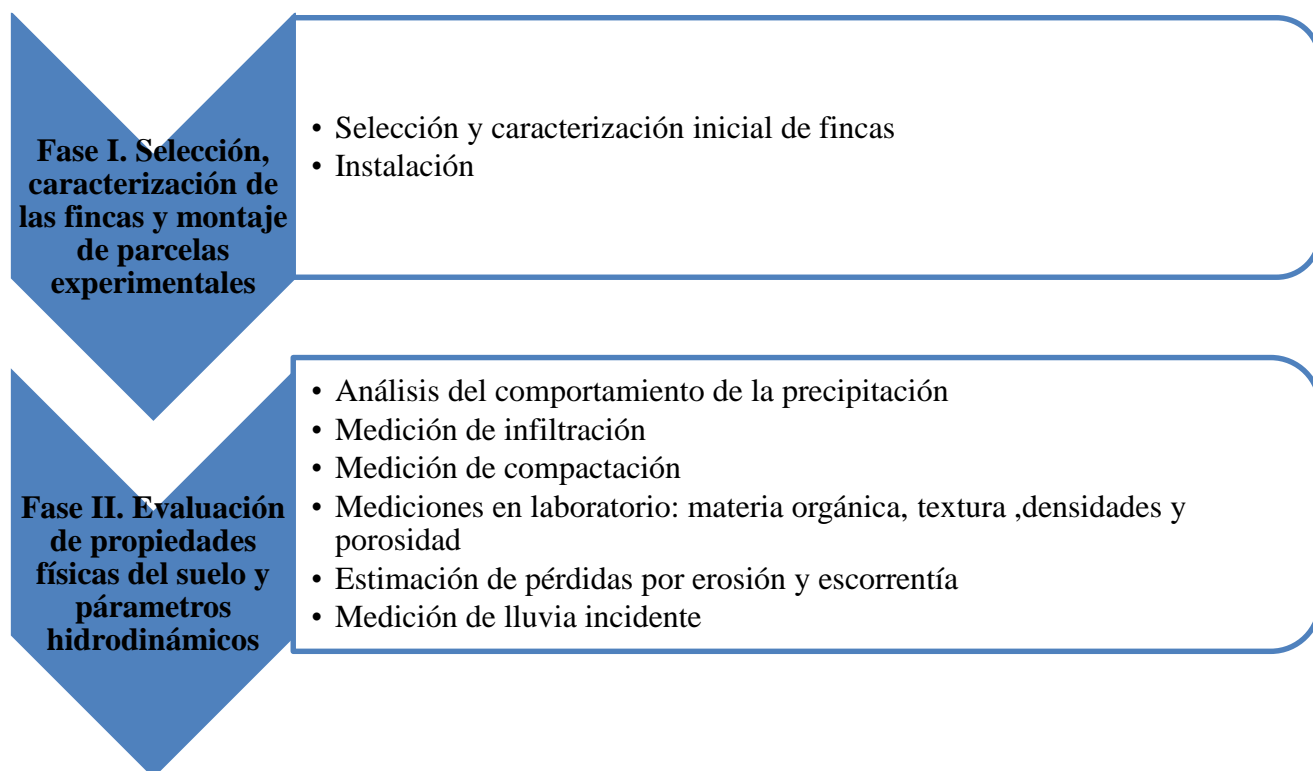 Fase I. Selección,
caracterización de
las fincas y montaje
de parcelas
experimentales
• Selección y caracterización inicial de fincas
• Instalación
Fase II. Evaluación
de propiedades
físicas del suelo y
párametros
hidrodinámicos
• Análisis del comportamiento de la precipitación
• Medición de infiltración
• Medición de compactación
• Mediciones en laboratorio: materia orgánica, textura ,densidades y
porosidad
• Estimación de pérdidas por erosión y escorrentía
• Medición de lluvia incidente